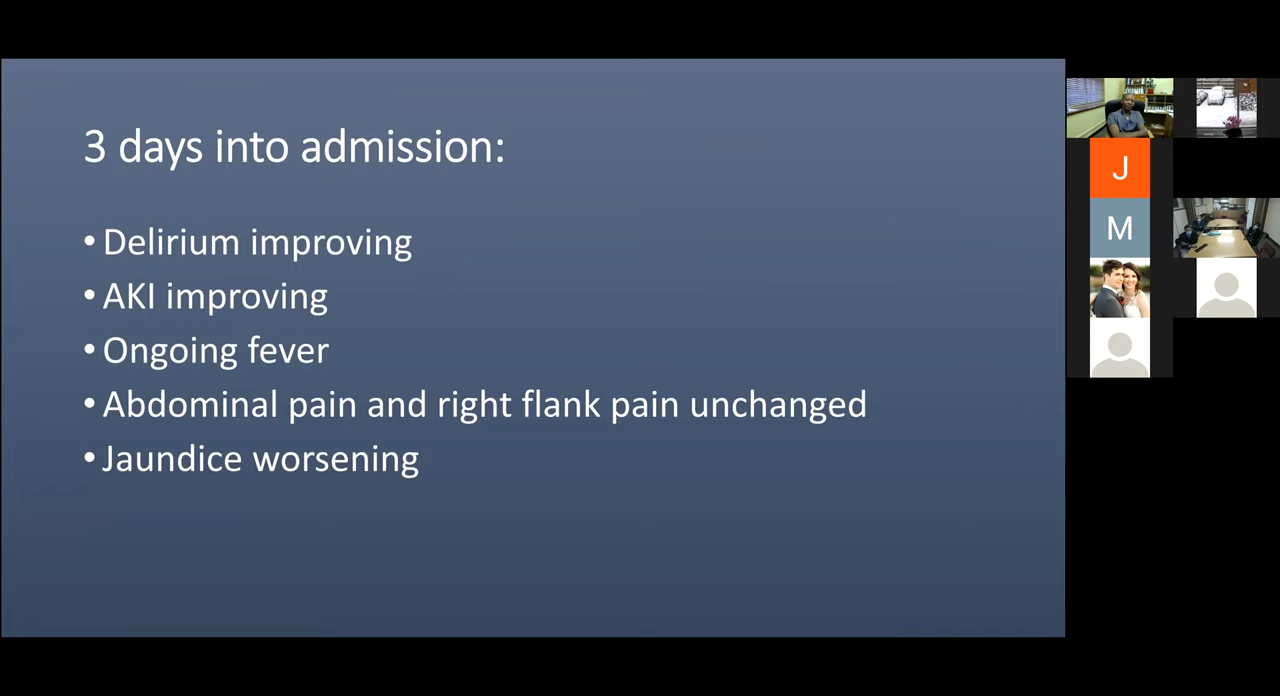 3 days into admission:
• Delirium improving
• AKI improving
• Ongoing fever
• Abdominal pain and right flank pain unchanged
• Jaundice worsening
J
M